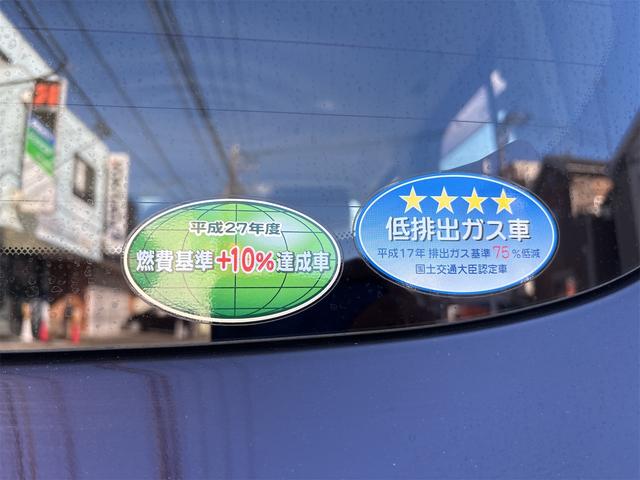 平成27年度
燃費基準+10%達成車
★★★★
低排出ガス車
平成17年 排出ガス基準 75%低減
国土交通大臣認定車